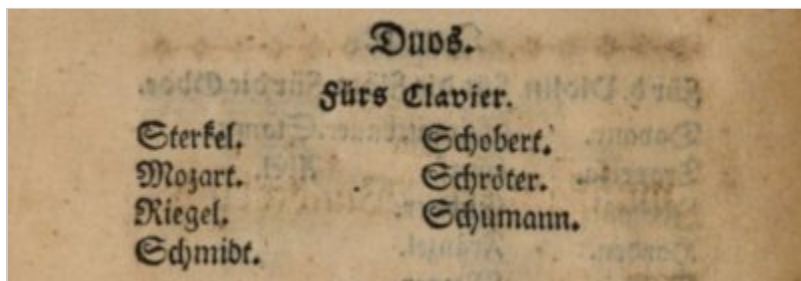 Duos.
Fürs Clavier.
Sterkel. Schobert.
Mozart. Schröter.
Riegel. Schumann.
Schmidt.